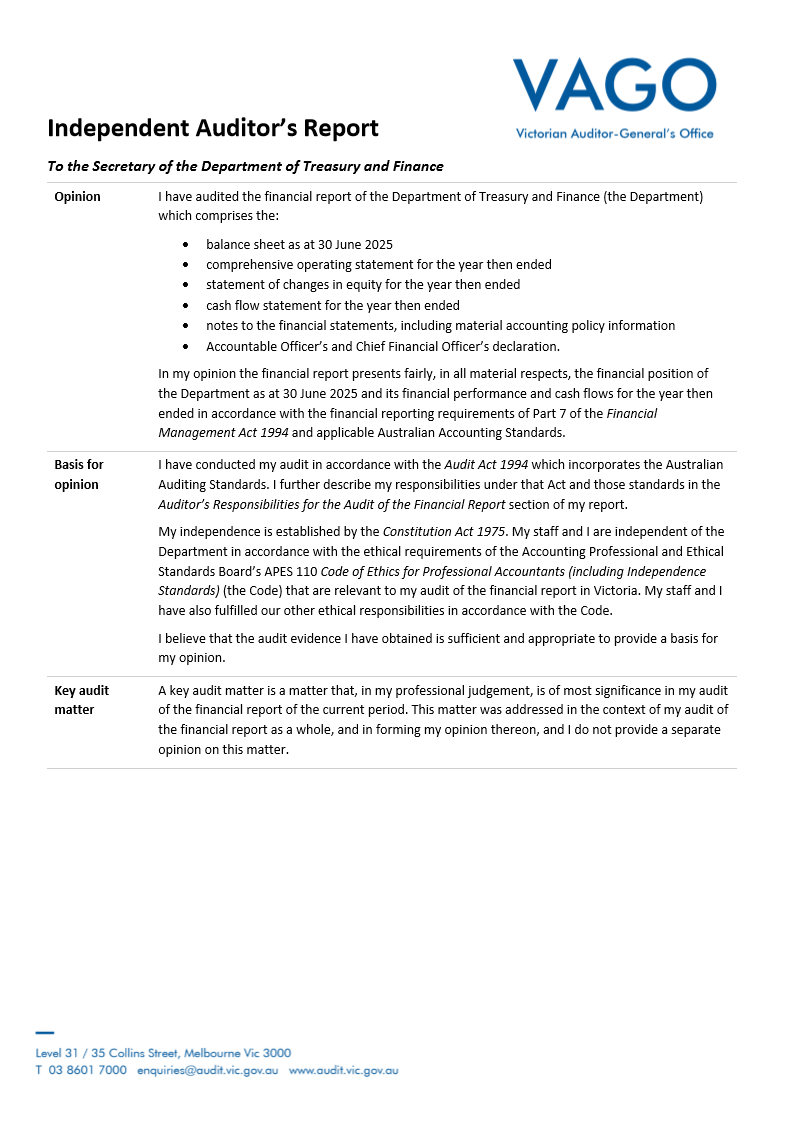 VAGO
Victorian Auditor-General's Office
Independent Auditor's Report
To the Secretary of the Department of Treasury and Finance
Opinion
I have audited the financial report of the Department of Treasury and Finance (the Department)
which comprises the:
• balance sheet as at 30 June 2025
• comprehensive operating statement for the year then ended
• statement of changes in equity for the year then ended
• cash flow statement for the year then ended
• notes to the financial statements, including material accounting policy information
• Accountable Officer's and Chief Financial Officer's declaration.
In my opinion the financial report presents fairly, in all material respects, the financial position of
the Department as at 30 June 2025 and its financial performance and cash flows for the year then
ended in accordance with the financial reporting requirements of Part 7 of the Financial
Management Act 1994 and applicable Australian Accounting Standards.
Basis for
opinion
I have conducted my audit in accordance with the Audit Act 1994 which incorporates the Australian
Auditing Standards. I further describe my responsibilities under that Act and those standards in the
Auditor's Responsibilities for the Audit of the Financial Report section of my report.
My independence is established by the Constitution Act 1975. My staff and I are independent of the
Department in accordance with the ethical requirements of the Accounting Professional and Ethical
Standards Board's APES 110 Code of Ethics for Professional Accountants (including Independence
Standards) (the Code) that are relevant to my audit of the financial report in Victoria. My staff and I
have also fulfilled our other ethical responsibilities in accordance with the Code.
I believe that the audit evidence I have obtained is sufficient and appropriate to provide a basis for
my opinion.
Key audit
matter
A key audit matter is a matter that, in my professional judgement, is of most significance in my audit
of the financial report of the current period. This matter was addressed in the context of my audit of
the financial report as a whole, and in forming my opinion thereon, and I do not provide a separate
opinion on this matter.
Level 31 / 35 Collins Street, Melbourne Vic 3000
T 03 8601 7000 enquiries@audit.vic.gov.au www.audit.vic.gov.au